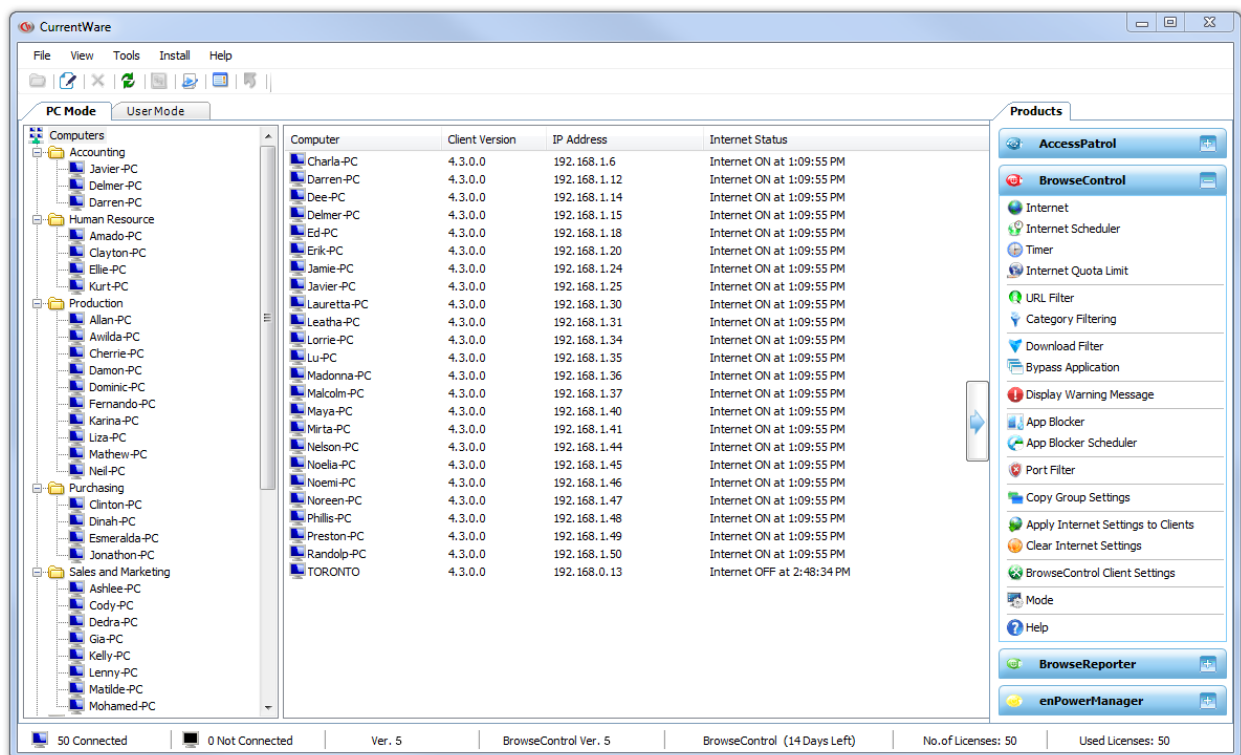 CurrentWare
File View Tools Install Help
PC Mode User Mode
Computers
Accounting
Javier-PC
Delmer-PC
Darren-PC
Human Resource
Amado-PC
Clayton-PC
Ellie-PC
Kurt-PC
Production
Allan-PC
Awilda-PC
Cherrie-PC
Damon-PC
Dominic-PC
Fernando-PC
Karina-PC
Liza-PC
Mathew-PC
Neil-PC
Purchasing
Clinton-PC
Dinah-PC
Esmeralda-PC
Jonathon-PC
Sales and Marketing
Ashlee-PC
Cody-PC
Dedra-PC
Gia-PC
Kelly-PC
Lenny-PC
Matilde-PC
Mohamed-PC
Computer Client Version IP Address Internet Status
Charla-PC 4.3.0.0 192.168.1.6 Internet ON at 1:09:55 PM
Darren-PC 4.3.0.0 192.168.1.12 Internet ON at 1:09:55 PM
Dee-PC 4.3.0.0 192.168.1.14 Internet ON at 1:09:55 PM
Delmer-PC 4.3.0.0 192.168.1.15 Internet ON at 1:09:55 PM
Ed-PC 4.3.0.0 192.168.1.18 Internet ON at 1:09:55 PM
Erik-PC 4.3.0.0 192.168.1.20 Internet ON at 1:09:55 PM
Jamie-PC 4.3.0.0 192.168.1.24 Internet ON at 1:09:55 PM
Javier-PC 4.3.0.0 192.168.1.25 Internet ON at 1:09:55 PM
Lauretta-PC 4.3.0.0 192.168.1.30 Internet ON at 1:09:55 PM
Leatha-PC 4.3.0.0 192.168.1.31 Internet ON at 1:09:55 PM
Lorrie-PC 4.3.0.0 192.168.1.34 Internet ON at 1:09:55 PM
Lu-PC 4.3.0.0 192.168.1.35 Internet ON at 1:09:55 PM
Madonna-PC 4.3.0.0 192.168.1.36 Internet ON at 1:09:55 PM
Malcolm-PC 4.3.0.0 192.168.1.37 Internet ON at 1:09:55 PM
Maya-PC 4.3.0.0 192.168.1.40 Internet ON at 1:09:55 PM
Mirta-PC 4.3.0.0 192.168.1.41 Internet ON at 1:09:55 PM
Nelson-PC 4.3.0.0 192.168.1.44 Internet ON at 1:09:55 PM
Noelia-PC 4.3.0.0 192.168.1.45 Internet ON at 1:09:55 PM
Noemi-PC 4.3.0.0 192.168.1.46 Internet ON at 1:09:55 PM
Noreen-PC 4.3.0.0 192.168.1.47 Internet ON at 1:09:55 PM
Phillis-PC 4.3.0.0 192.168.1.48 Internet ON at 1:09:55 PM
Preston-PC 4.3.0.0 192.168.1.49 Internet ON at 1:09:55 PM
Randolp-PC 4.3.0.0 192.168.1.50 Internet ON at 1:09:55 PM
TORONTO 4.3.0.0 192.168.0.13 Internet OFF at 2:48:34 PM
Products
AccessPatrol
BrowseControl
Internet
Internet Scheduler
Timer
Internet Quota Limit
URL Filter
Category Filtering
Download Filter
Bypass Application
Display Warning Message
App Blocker
App Blocker Scheduler
Port Filter
Copy Group Settings
Apply Internet Settings to Clients
Clear Internet Settings
BrowseControl Client Settings
Mode
Help
BrowseReporter
enPowerManager
50 Connected 0 Not Connected Ver. 5 BrowseControl Ver. 5 BrowseControl (14 Days Left) No.of Licenses: 50 Used Licenses: 50